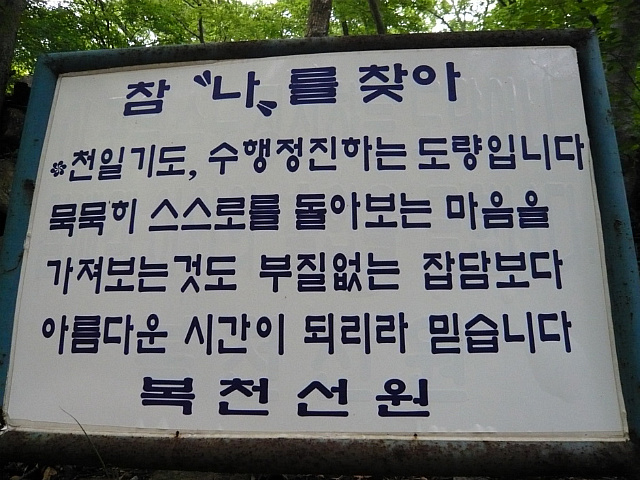 참 "나" 를 찾아
※천일기도, 수행정진하는 도량입니다
묵묵히 스스로를 돌아보는 마음을
가져보는것도 부질없는 잡담보다
아름다운 시간이 되리라 믿습니다
복천선원